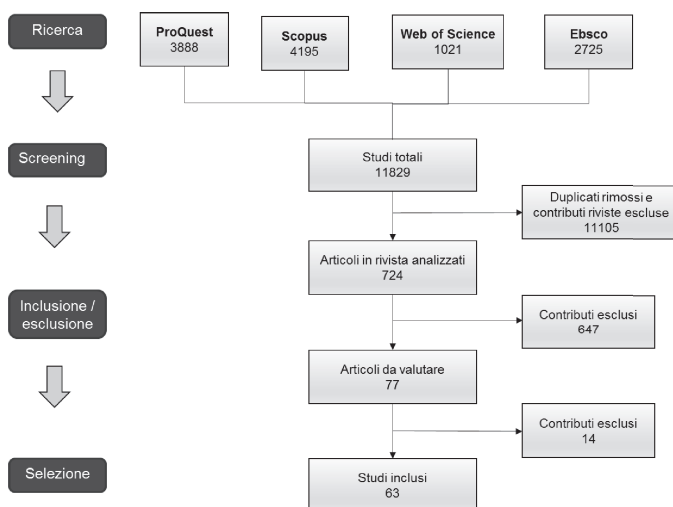 Ricerca
ProQuest
3888
Scopus
4195
Web of Science
1021
Ebsco
2725
Screening
Studi totali
11829
Duplicati rimossi e
contributi riviste escluse
11105
Articoli in rivista analizzati
724
Inclusione /
esclusione
Contributi esclusi
647
Articoli da valutare
77
Contributi esclusi
14
Selezione
Studi inclusi
63